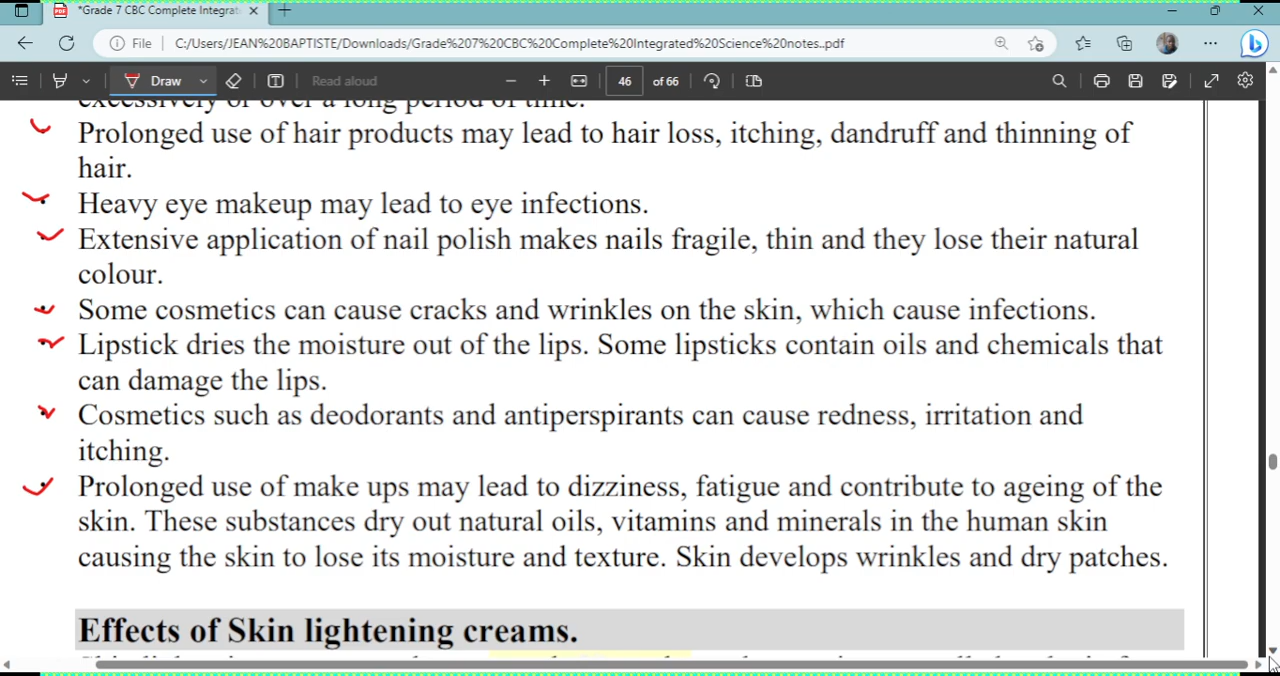 *Grade 7 CBC Complete Integrat
File C:/Users/JEAN%20BAPTISTE/Downloads/Grade%207%20CBC%20Complete%20Integrated%20Science%20notes..pdf
Draw Read aloud 46 of 66
excessively or over a long period of time.
Prolonged use of hair products may lead to hair loss, itching, dandruff and thinning of
hair.
Heavy eye makeup may lead to eye infections.
Extensive application of nail polish makes nails fragile, thin and they lose their natural
colour.
Some cosmetics can cause cracks and wrinkles on the skin, which cause infections.
Lipstick dries the moisture out of the lips. Some lipsticks contain oils and chemicals that
can damage the lips.
Cosmetics such as deodorants and antiperspirants can cause redness, irritation and
itching.
Prolonged use of make ups may lead to dizziness, fatigue and contribute to ageing of the
skin. These substances dry out natural oils, vitamins and minerals in the human skin
causing the skin to lose its moisture and texture. Skin develops wrinkles and dry patches.
Effects of Skin lightening creams.